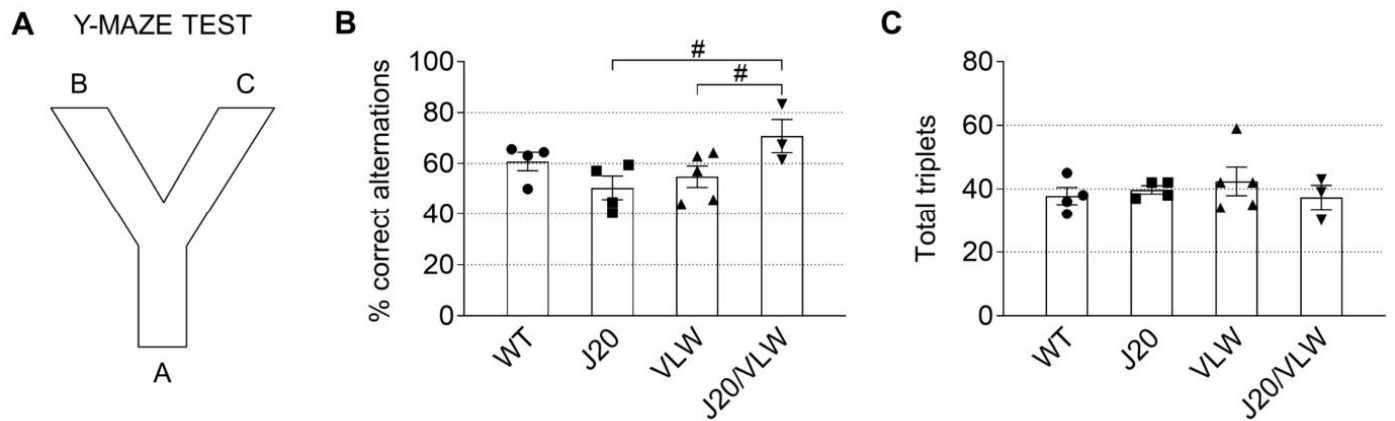 A Y-MAZE TEST
B C
A
B
% correct alternations
100
80
60
40
20
0
#
#
WT
J20
VLW
J20/VLW
C
Total triplets
80
60
40
20
0
WT
J20
VLW
J20/VLW